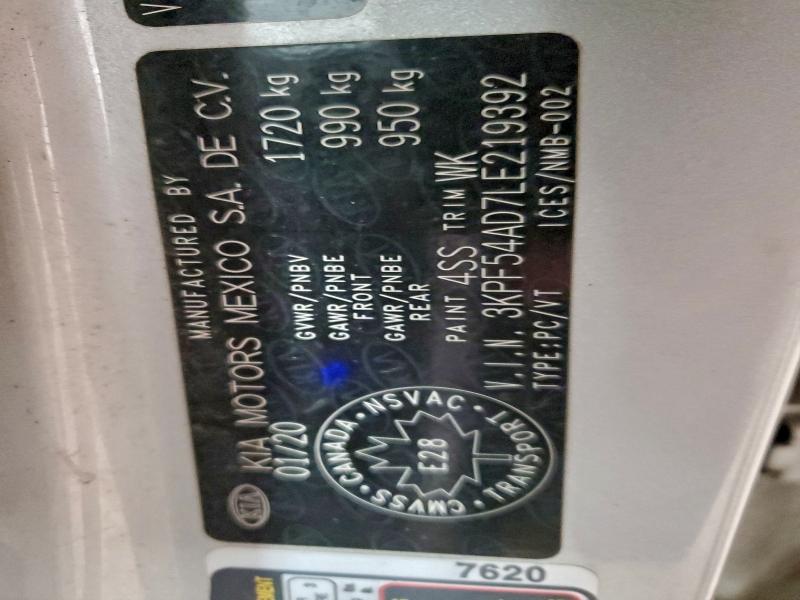 V
MANUFACTURED BY
KIA KIA MOTORS MEXICO S.A. DE C.V.
01/20 1720 kg
GVWR/PNBV
GAWR/PNBE 990 kg
FRONT
GAWR/PNBE 950 kg
REAR
PAINT 4SS TRIM WK
V.I.N. 3KPF54AD7LE219392
TYPE:PC/VT ICES/NMB-002
CANADA • NSVAC • TRANSPORT • CMVSS •
E28
7620